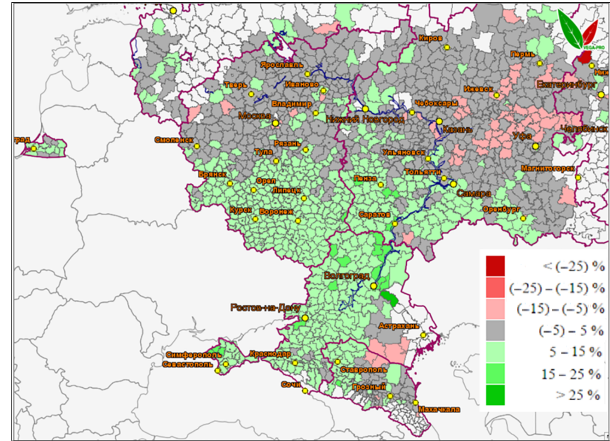 VEGA-PRO
Киров
Пермь
Ярославль
Тверь
Иваново
Ижевск
Екатеринбург
Владимир
Чебоксары
Москва
Нижний Новгород
Казань
Челябинск
Смоленск
Рязань
Уфа
Тула
Ульяновск
Тольятти
Магнитогорск
Брянск
Орел
Пенза
Самара
Липецк
Курск
Воронеж
Саратов
Оренбург
Волгоград
Ростов-на-Дону
Астрахань
Симферополь
Краснодар
Севастополь
Ставрополь
Сочи
Грозный
Махачкала
< (–25) %
(–25) – (–15) %
(–15) – (–5) %
(–5) – 5 %
5 – 15 %
15 – 25 %
> 25 %